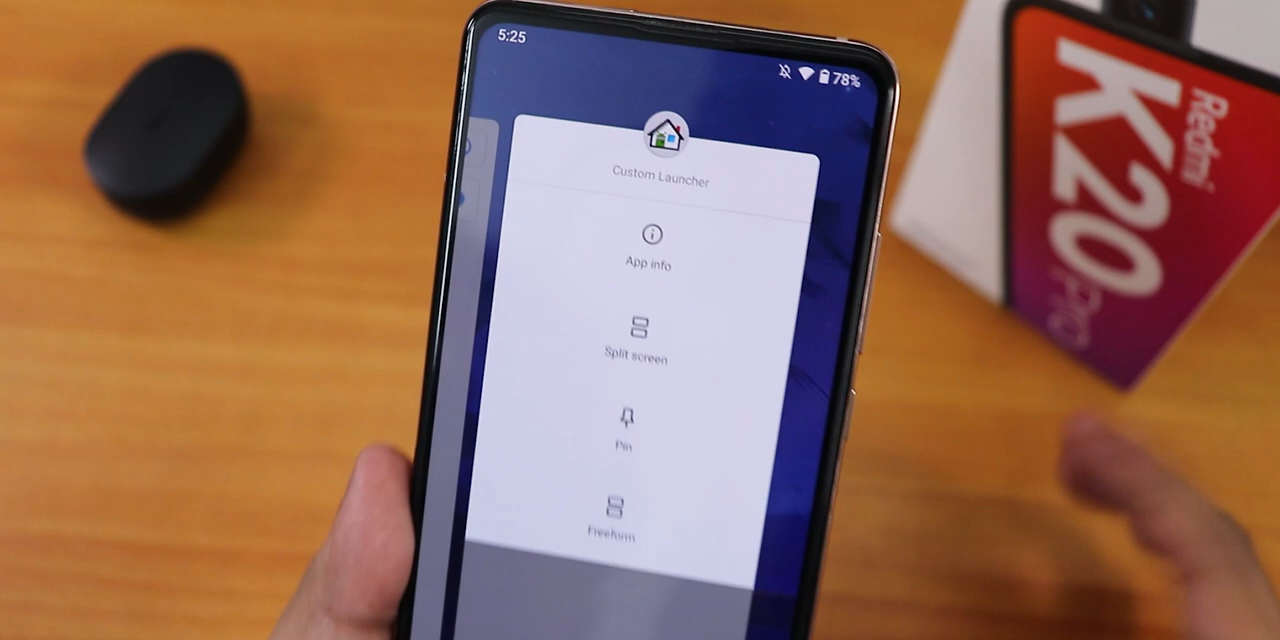 5:25
78%
Custom Launcher
App info
Split screen
Pin
Freeform
Redmi
K20
Pro